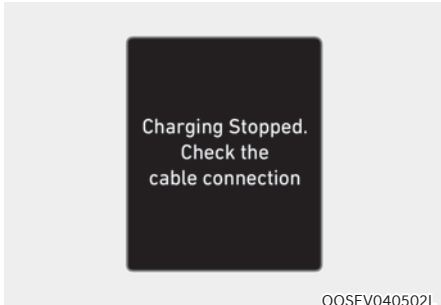 Charging Stopped.
Check the
cable connection
OOSEV040502L